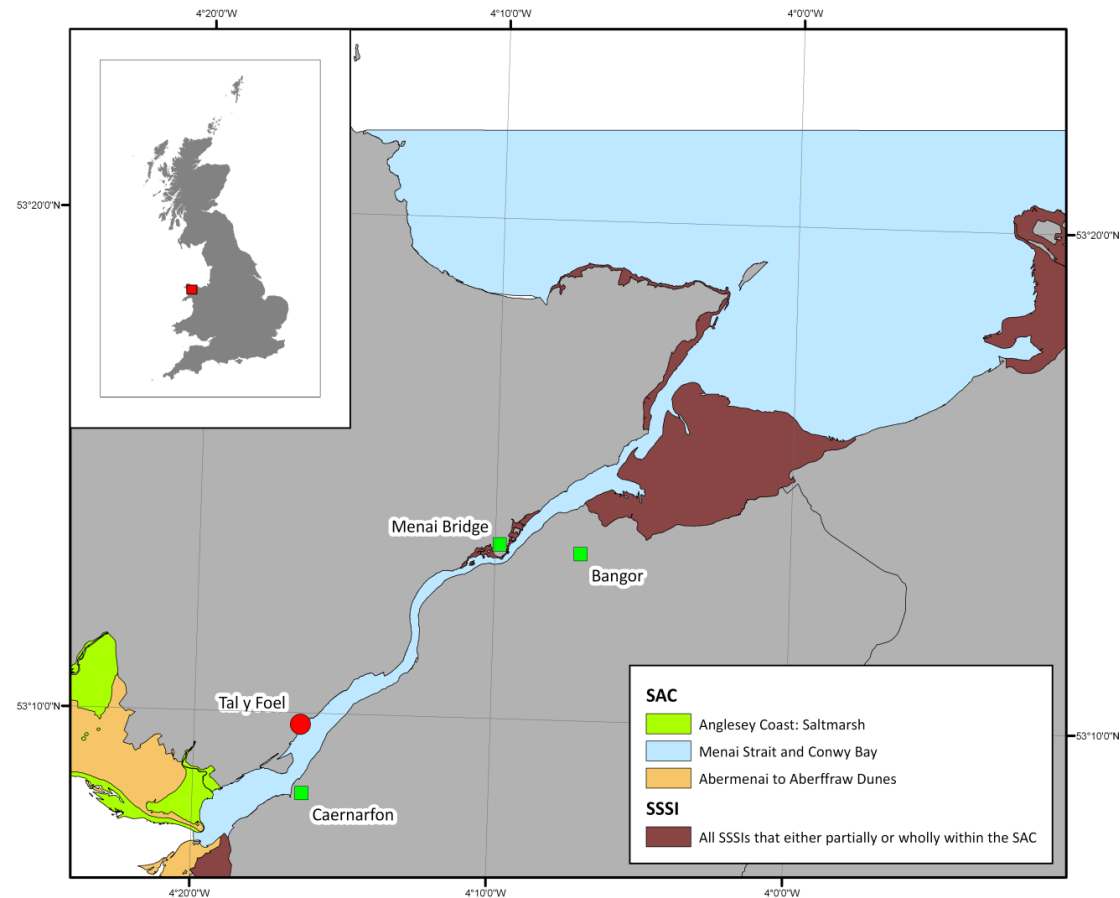 4°20'0"W
4°10'0"W
4°0'0"W
53°20'0"N
53°20'0"N
Menai Bridge
Bangor
Tal y Foel
53°10'0"N
53°10'0"N
Caernarfon
SAC
Anglesey Coast: Saltmarsh
Menai Strait and Conwy Bay
Abermenai to Aberffraw Dunes
SSSI
All SSSIs that either partially or wholly within the SAC
4°20'0"W
4°10'0"W
4°0'0"W